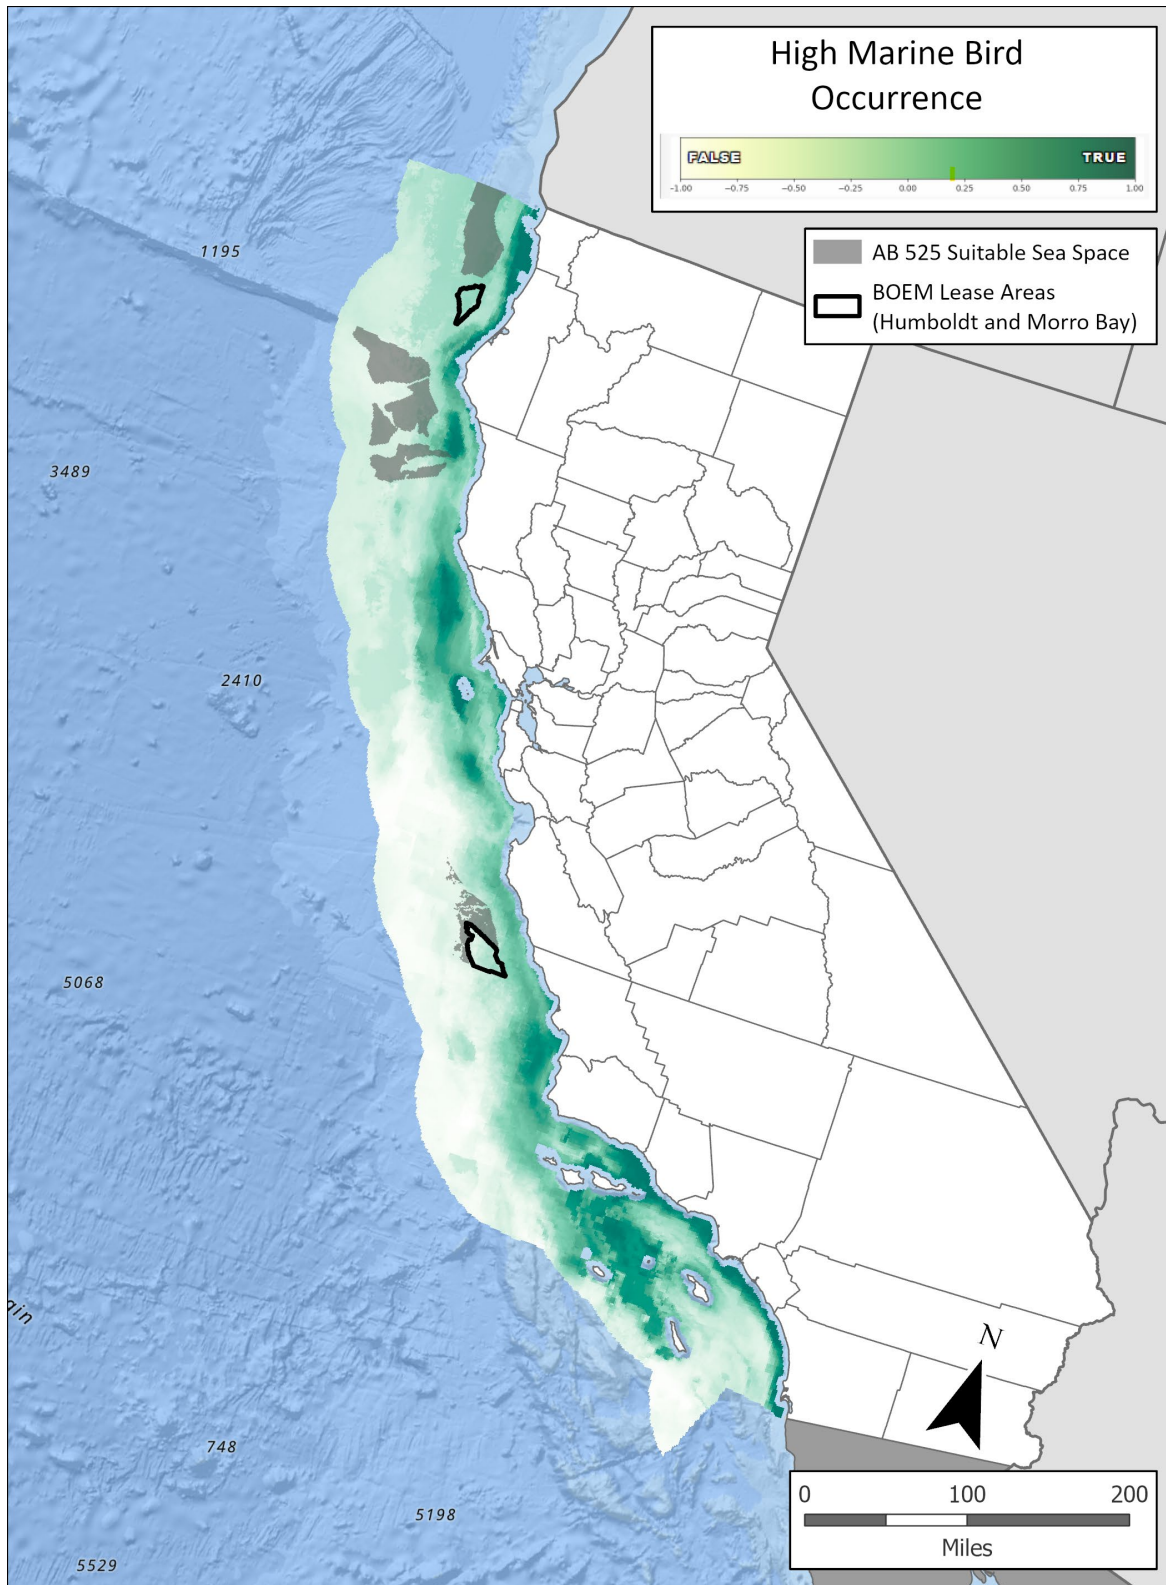 High Marine Bird
Occurrence
FALSE TRUE
−1.00 −0.75 −0.50 −0.25 0.00 0.25 0.50 0.75 1.00
AB 525 Suitable Sea Space
BOEM Lease Areas
(Humboldt and Morro Bay)
1195
3489
2410
5068
gin
N
748
5198
5529
0 100 200
Miles